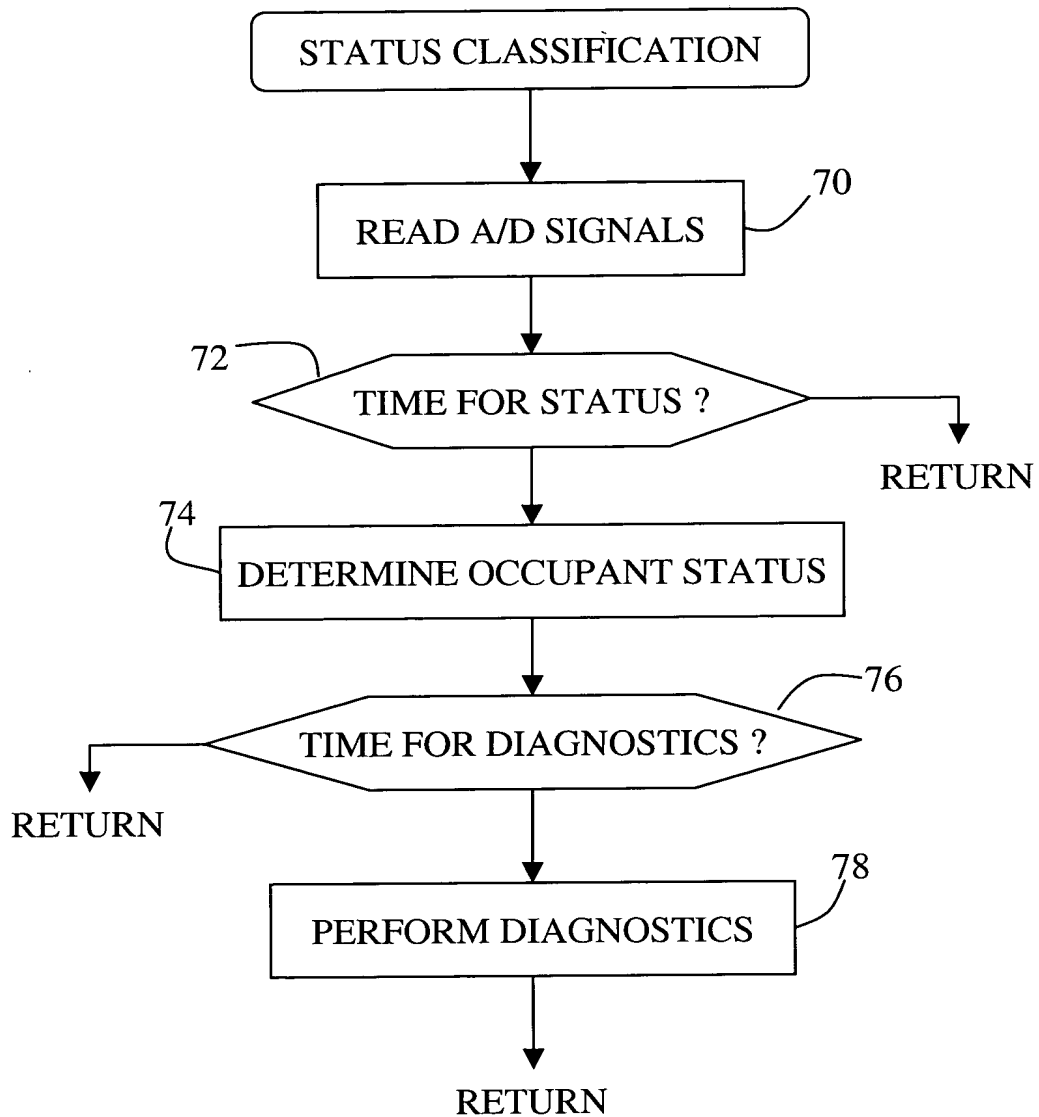 STATUS CLASSIFICATION
70
READ A/D SIGNALS
72
TIME FOR STATUS ?
RETURN
74
DETERMINE OCCUPANT STATUS
76
TIME FOR DIAGNOSTICS ?
RETURN
78
PERFORM DIAGNOSTICS
RETURN